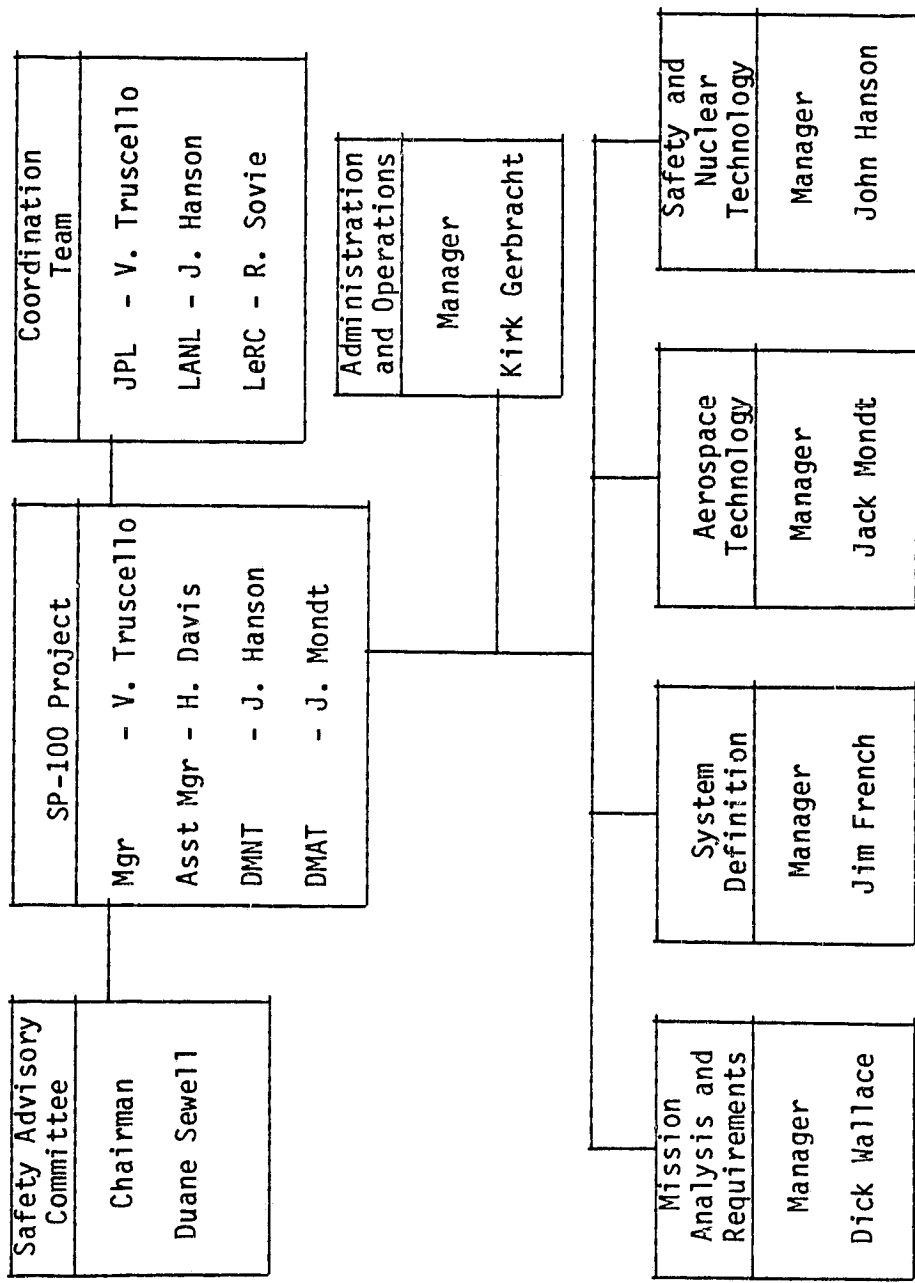 Safety Advisory
Committee
Chairman
Duane Sewell
SP-100 Project
Mgr - V. Truscello
Asst Mgr - H. Davis
DMNT - J. Hanson
DMAT - J. Mondt
Coordination
Team
JPL - V. Truscello
LANL - J. Hanson
LeRC - R. Sovie
Administration
and Operations
Manager
Kirk Gerbracht
Mission
Analysis and
Requirements
Manager
Dick Wallace
System
Definition
Manager
Jim French
Aerospace
Technology
Manager
Jack Mondt
Safety and
Nuclear
Technology
Manager
John Hanson